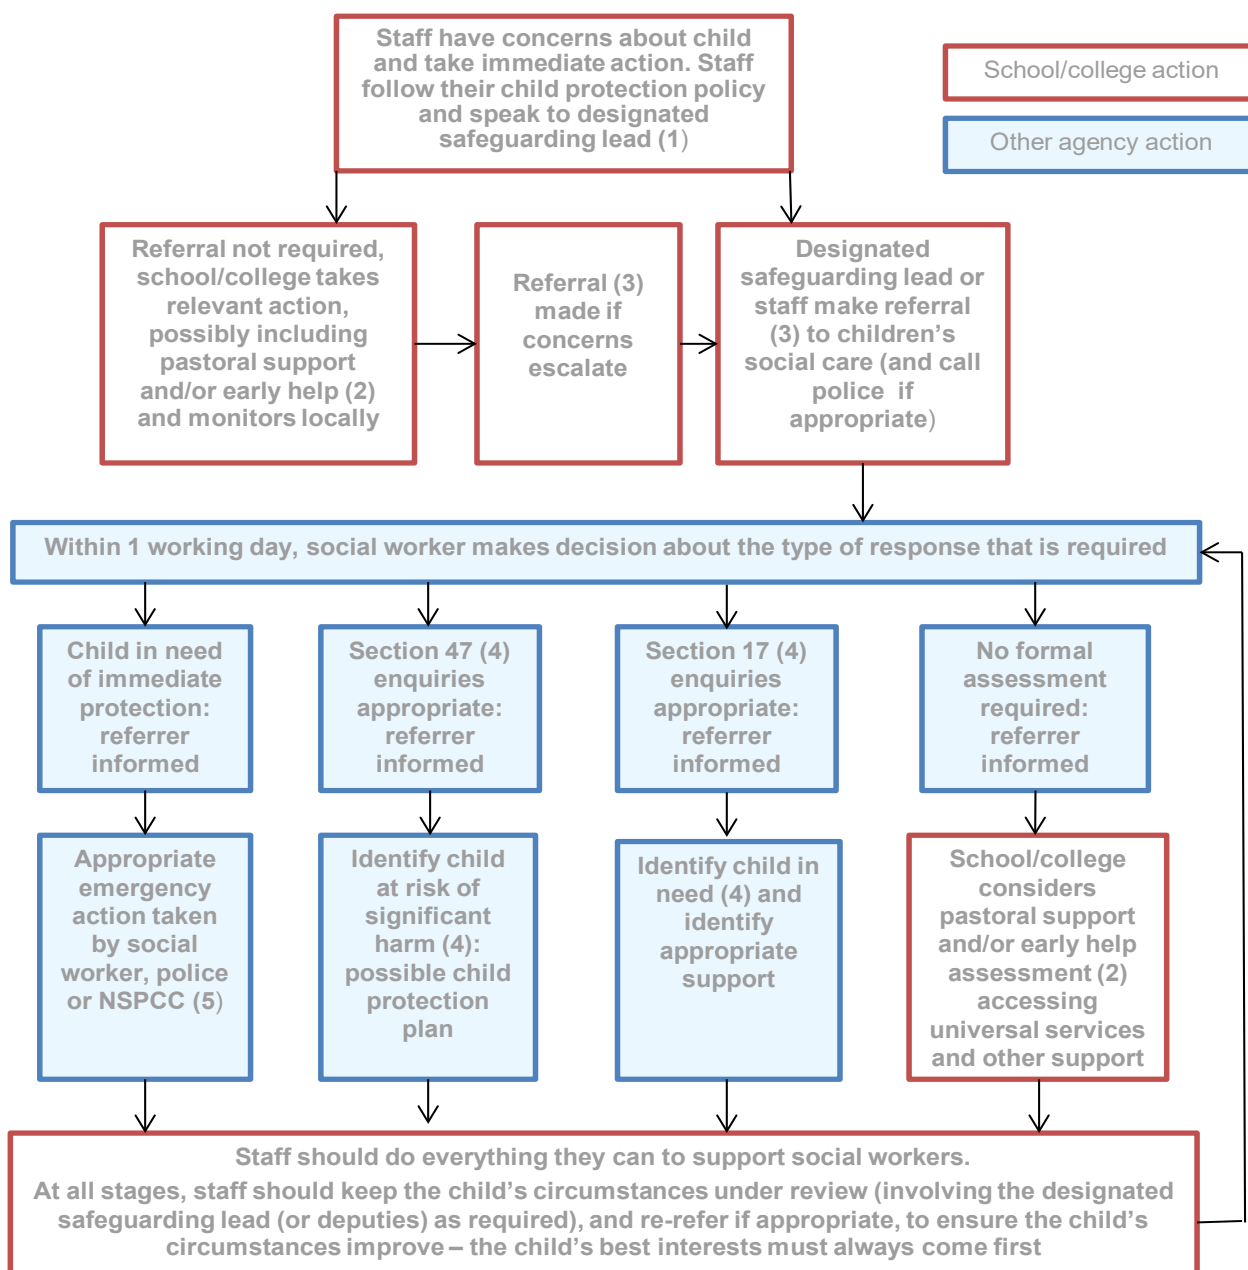 Staff have concerns about child
and take immediate action. Staff
follow their child protection policy
and speak to designated
safeguarding lead (1)
School/college action
Other agency action
Referral not required,
school/college takes
relevant action,
possibly including
pastoral support
and/or early help (2)
and monitors locally
Referral (3)
made if
concerns
escalate
Designated
safeguarding lead or
staff make referral
(3) to children’s
social care (and call
police if
appropriate)
Within 1 working day, social worker makes decision about the type of response that is required
Child in need
of immediate
protection:
referrer
informed
Section 47 (4)
enquiries
appropriate:
referrer
informed
Section 17 (4)
enquiries
appropriate:
referrer
informed
No formal
assessment
required:
referrer
informed
Appropriate
emergency
action taken
by social
worker, police
or NSPCC (5)
Identify child
at risk of
significant
harm (4):
possible child
protection
plan
Identify child in
need (4) and
identify
appropriate
support
School/college
considers
pastoral support
and/or early help
assessment (2)
accessing
universal services
and other support
Staff should do everything they can to support social workers.
At all stages, staff should keep the child’s circumstances under review (involving the designated
safeguarding lead (or deputies) as required), and re-refer if appropriate, to ensure the child’s
circumstances improve – the child’s best interests must always come first